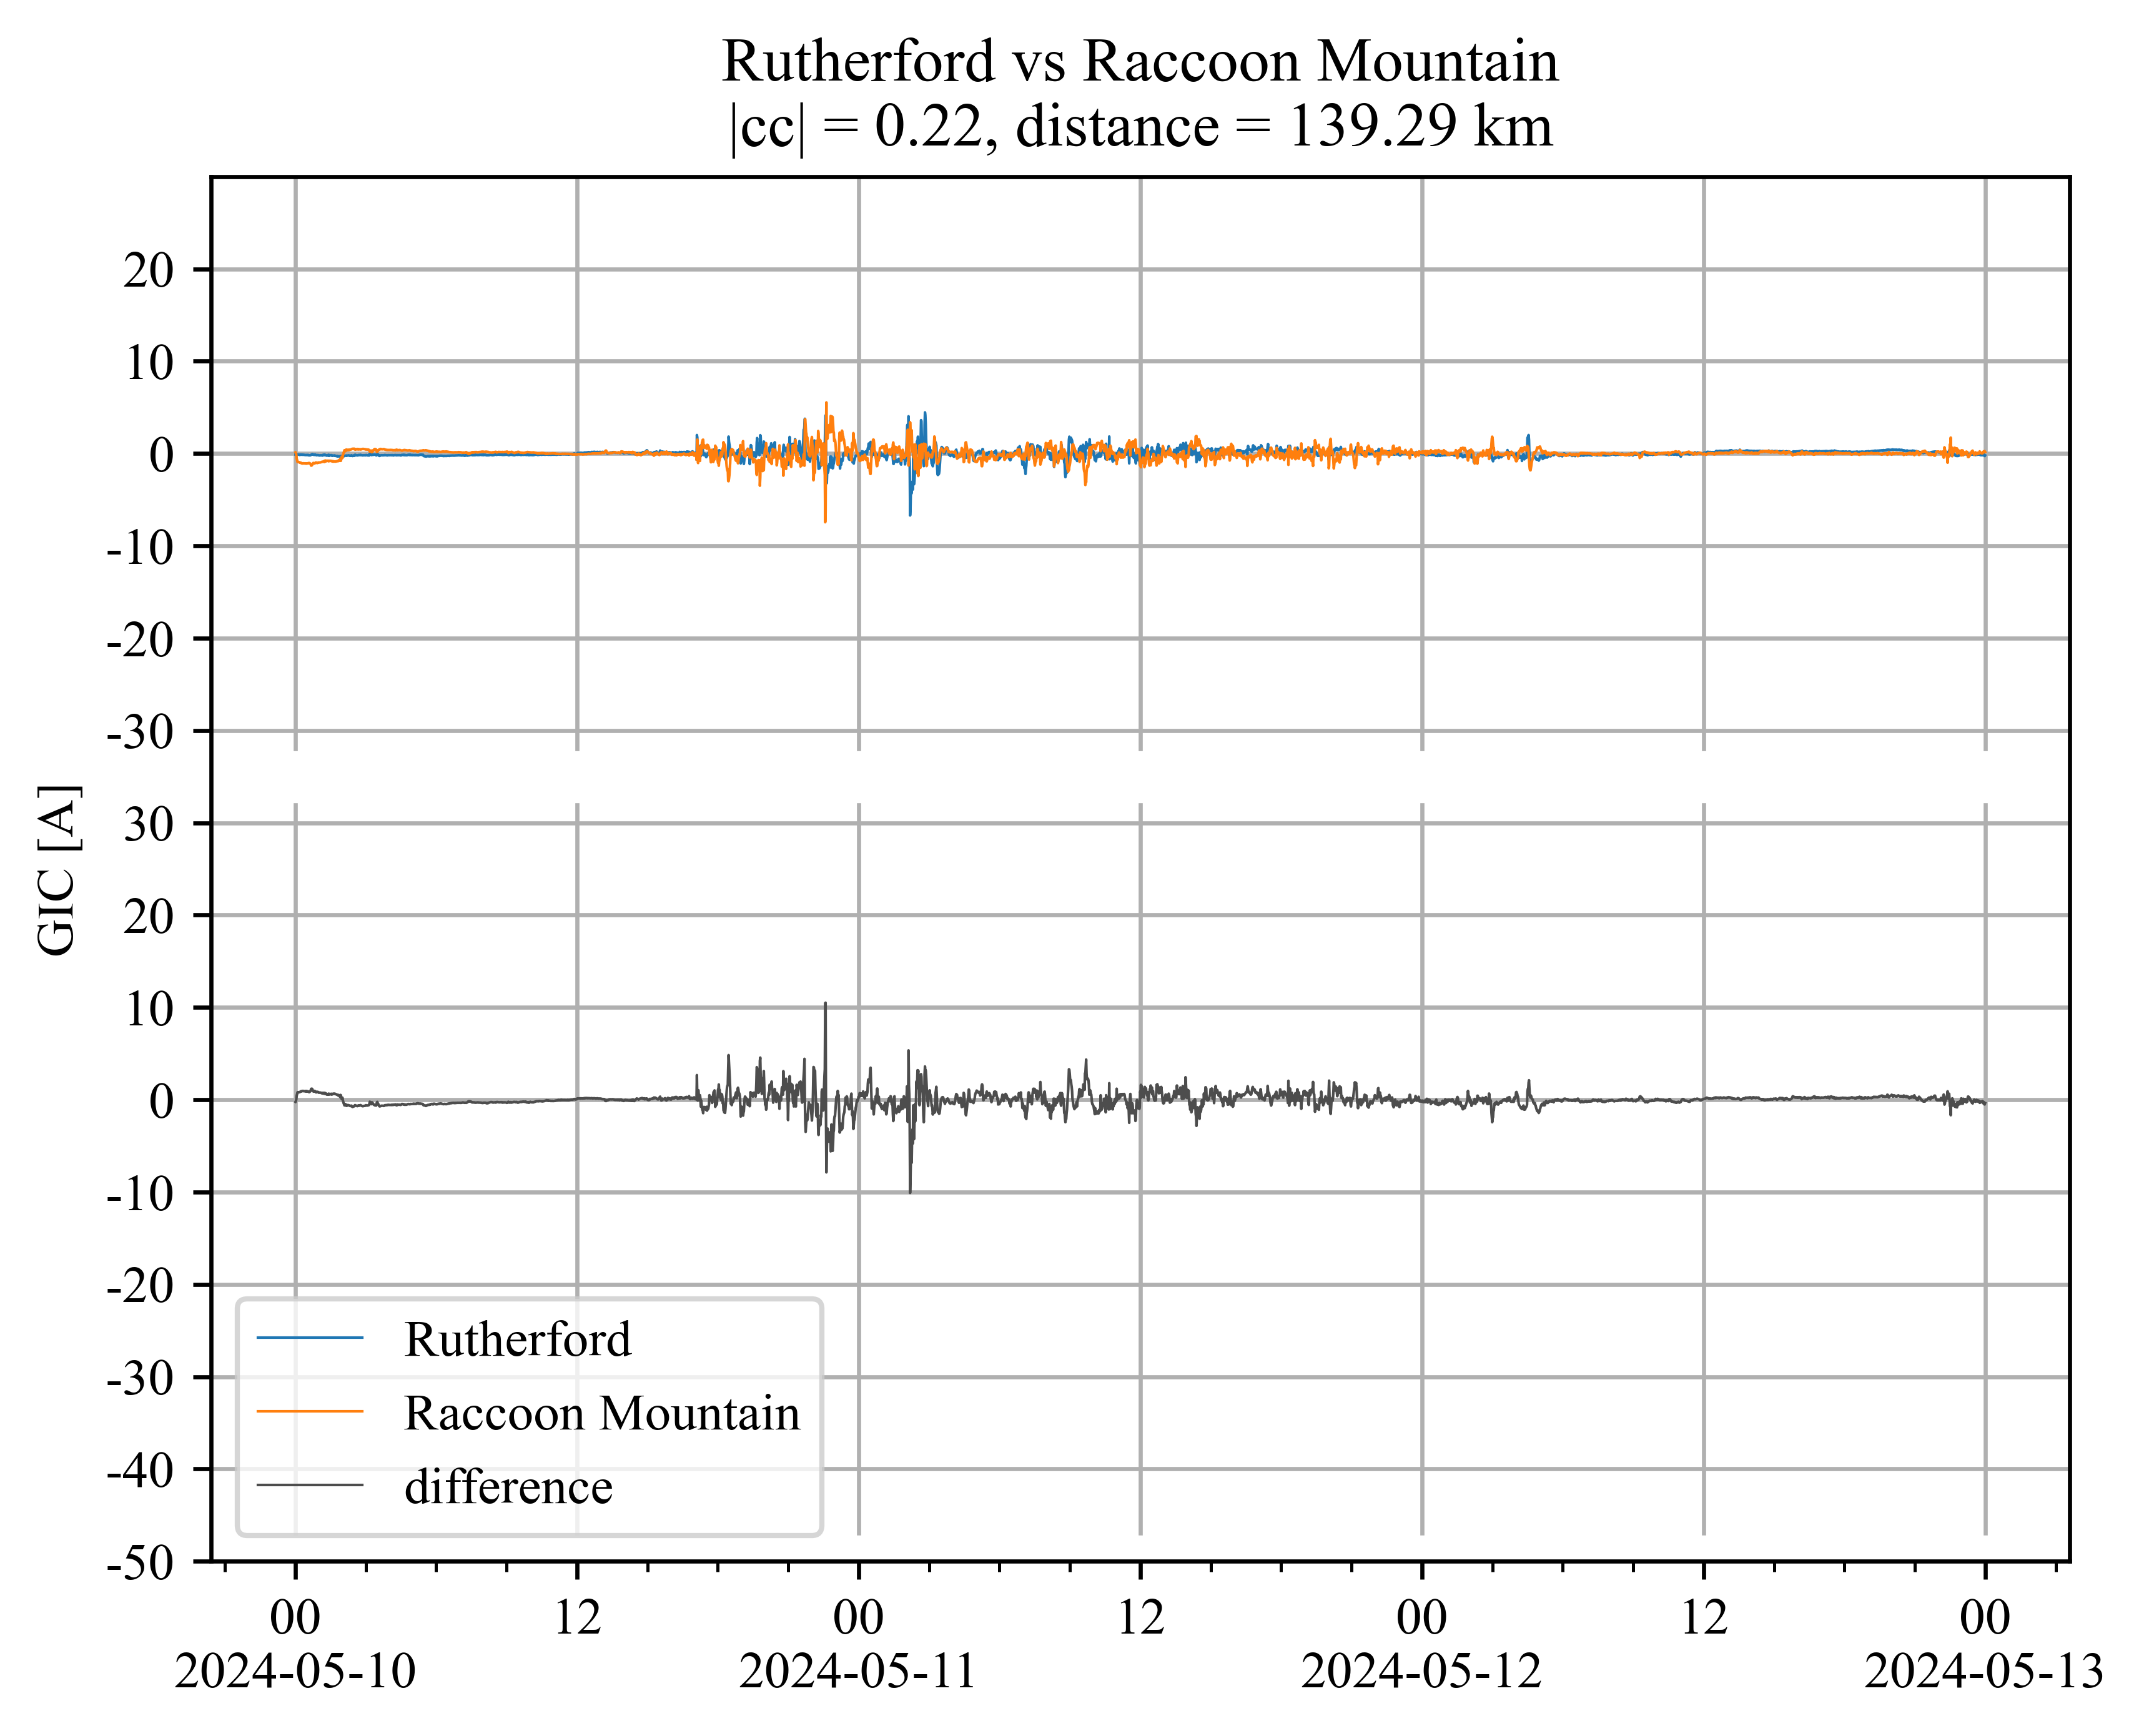 Rutherford vs Raccoon Mountain
|cc| = 0.22, distance = 139.29 km
20
10
0
-10
-20
-30
GIC [A]
30
20
10
0
-10
-20
-30
-40
-50
Rutherford
Raccoon Mountain
difference
00 12 00 12 00 12 00
2024-05-10 2024-05-11 2024-05-12 2024-05-13